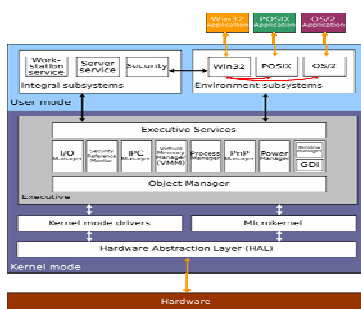 Win32
Application
POSIX
Application
OS/2
Application
Work-
station
service
Server
service
Security
Integral subsystems
Win32
POSIX
OS/2
Environment subsystems
User mode
Executive Services
I/O
Manager
Security
Reference
Monitor
IPC
Manager
Virtual
Memory
Manager
(VMM)
Process
Manager
PnP
Manager
Power
Manager
Window
Manager
GDI
Object Manager
Executive
Kernel mode drivers
Microkernel
Hardware Abstraction Layer (HAL)
Kernel mode
Hardware